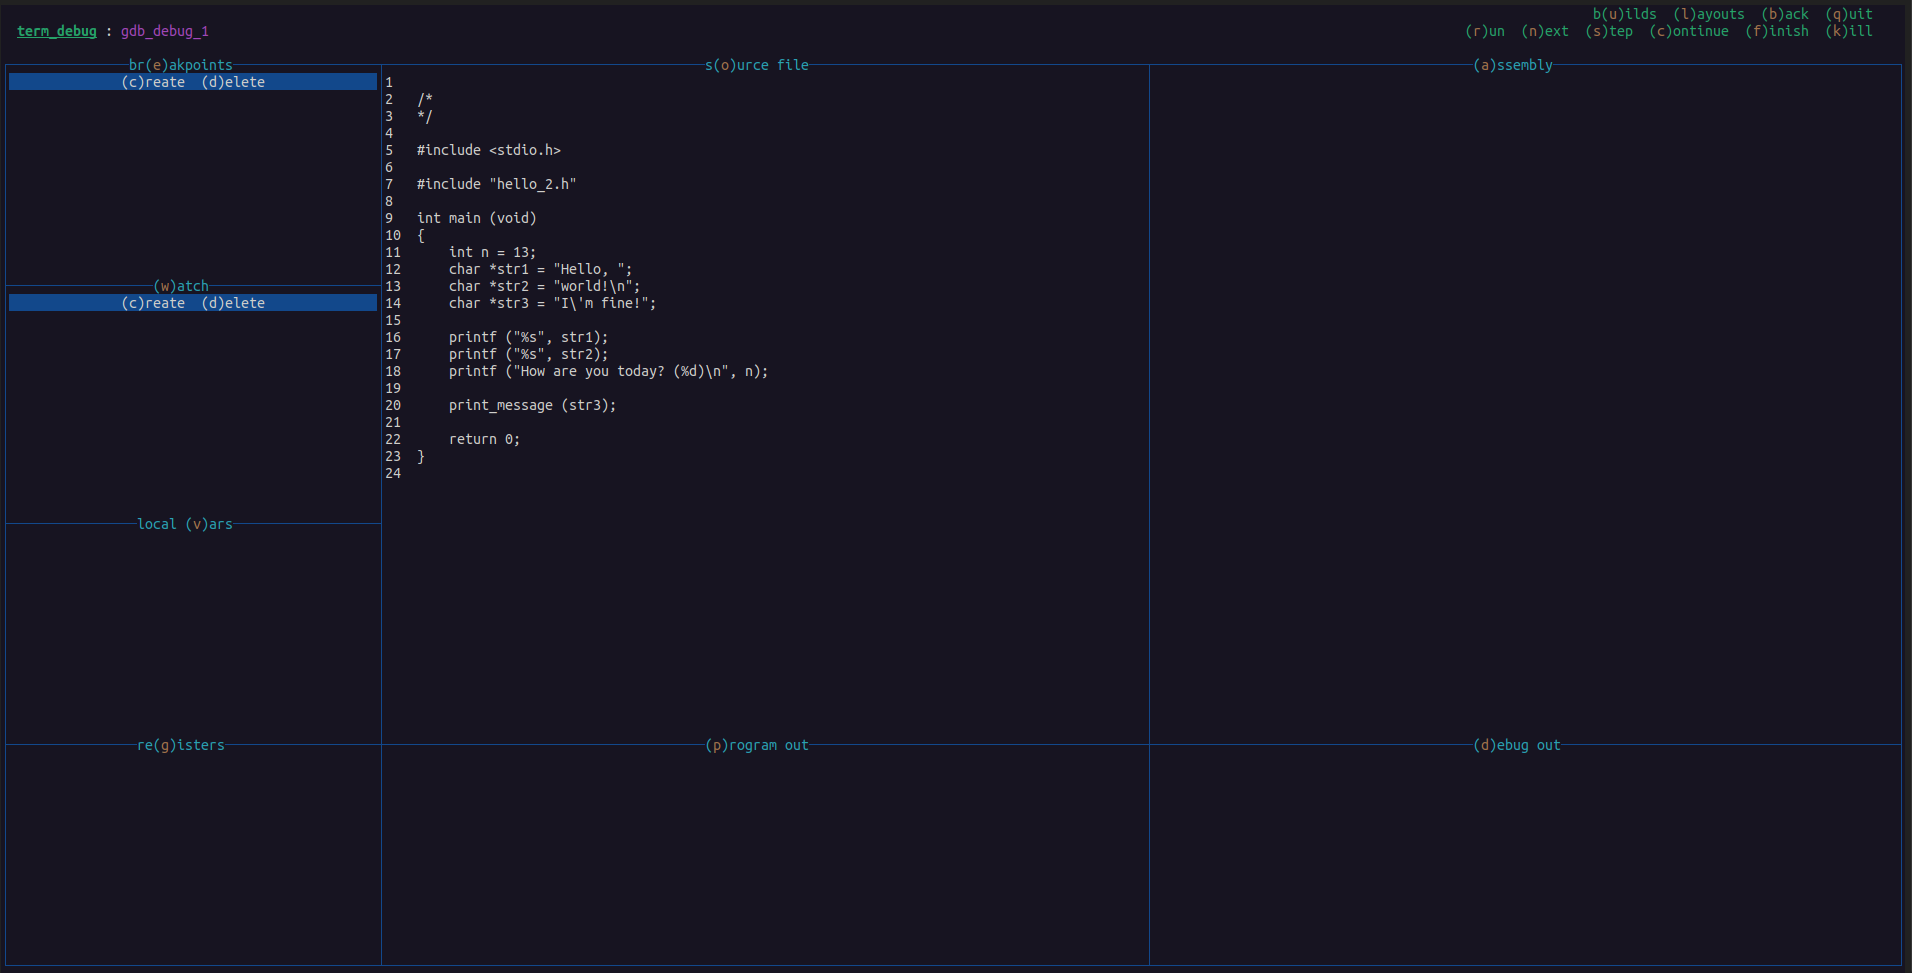 b(u)ilds  (l)ayouts  (b)ack  (q)uit
term_debug : gdb_debug_1
(r)un  (n)ext  (s)tep  (c)ontinue  (f)inish  (k)ill
br(e)akpoints
(c)reate  (d)elete
(w)atch
(c)reate  (d)elete
local (v)ars
re(g)isters
s(o)urce file
1
2   /*
3   */
4
5   #include <stdio.h>
6
7   #include "hello_2.h"
8
9   int main (void)
10  {
11      int n = 13;
12      char *str1 = "Hello, ";
13      char *str2 = "world!\n";
14      char *str3 = "I\'m fine!";
15
16      printf ("%s", str1);
17      printf ("%s", str2);
18      printf ("How are you today? (%d)\n", n);
19
20      print_message (str3);
21
22      return 0;
23  }
24
(p)rogram out
(a)ssembly
(d)ebug out